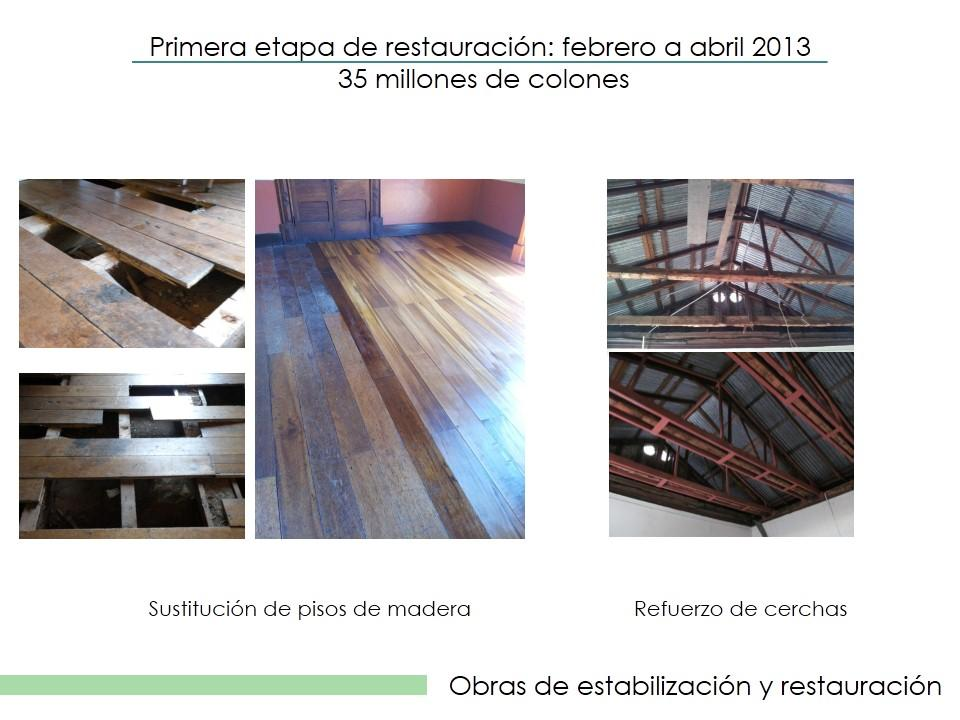 Primera etapa de restauración: febrero a abril 2013
35 millones de colones
Sustitución de pisos de madera
Refuerzo de cerchas
Obras de estabilización y restauración